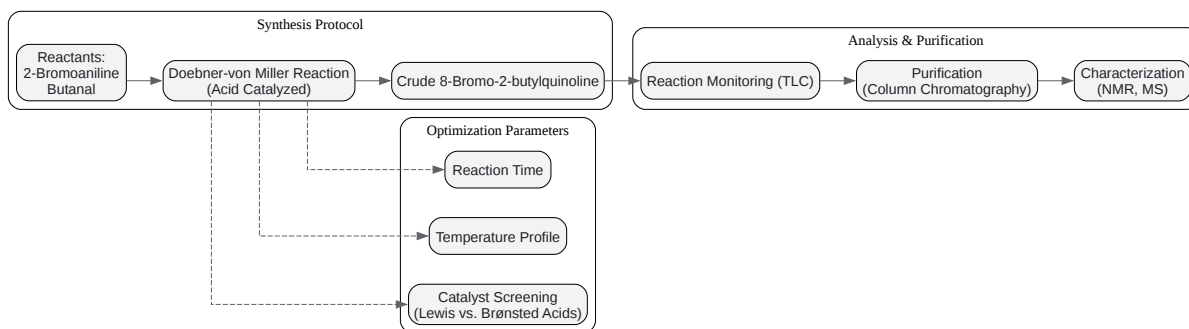 Synthesis Protocol
Reactants:
2-Bromoaniline
Butanal
Doebner-von Miller Reaction
(Acid Catalyzed)
Crude 8-Bromo-2-butylquinoline
Analysis & Purification
Reaction Monitoring (TLC)
Purification
(Column Chromatography)
Characterization
(NMR, MS)
Optimization Parameters
Reaction Time
Temperature Profile
Catalyst Screening
(Lewis vs. Brønsted Acids)